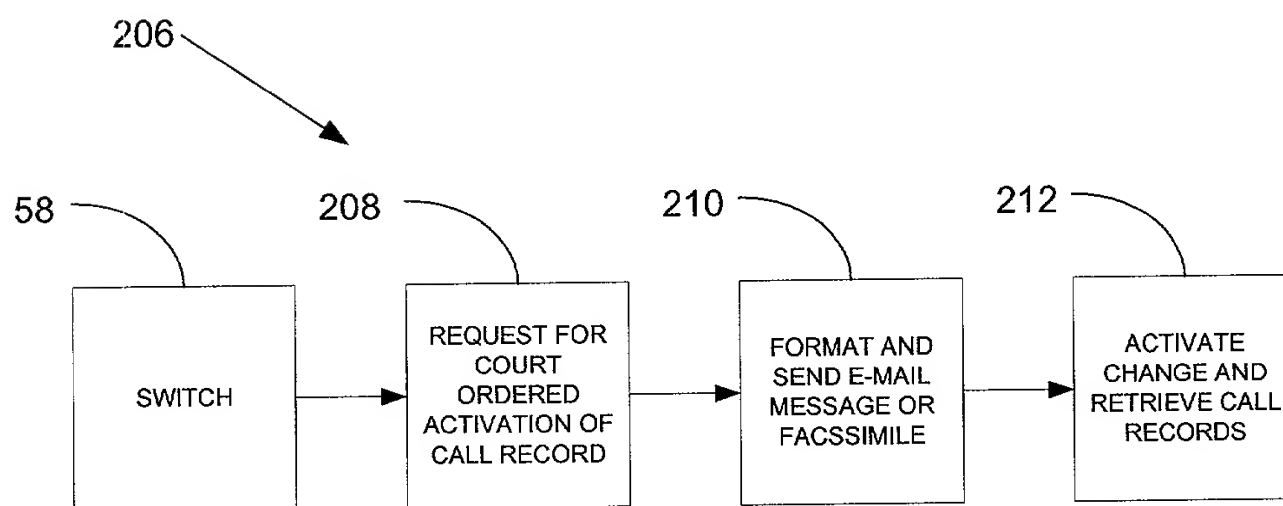 206
58
208
210
212
SWITCH
REQUEST FOR
COURT
ORDERED
ACTIVATION OF
CALL RECORD
FORMAT AND
SEND E-MAIL
MESSAGE OR
FACSSIMILE
ACTIVATE
CHANGE AND
RETRIEVE CALL
RECORDS